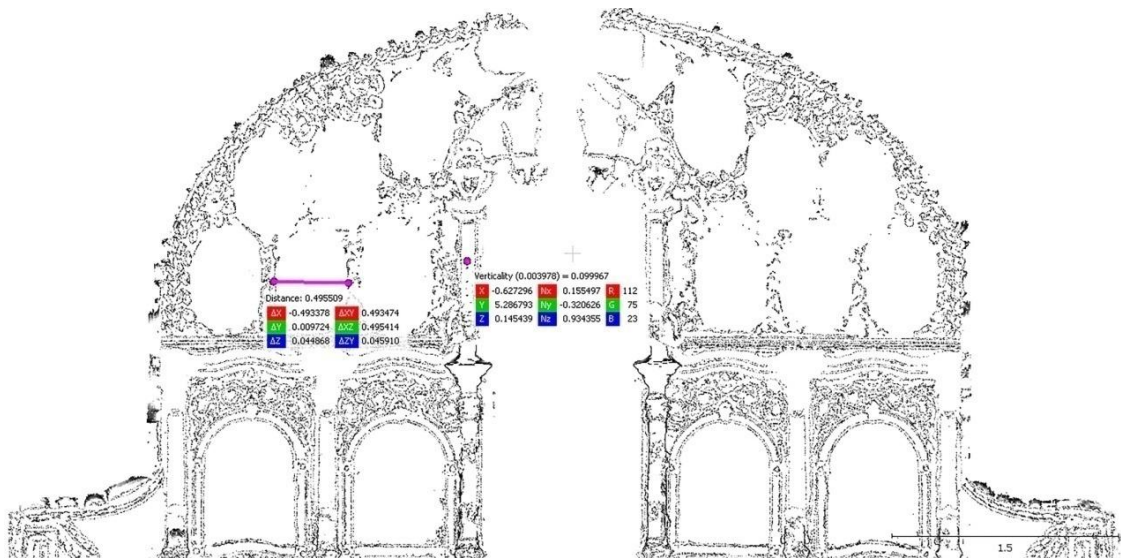 Distance: 0.495509
ΔX -0.493378 ΔXY 0.493474
ΔY 0.009724 ΔXZ 0.495414
ΔZ 0.044868 ΔZY 0.045910
Verticality (0.003978) = 0.099967
X -0.627296 Nx 0.155497 R 112
Y 5.286793 Ny -0.320626 G 75
Z 0.145439 Nz 0.934355 B 23
1.5